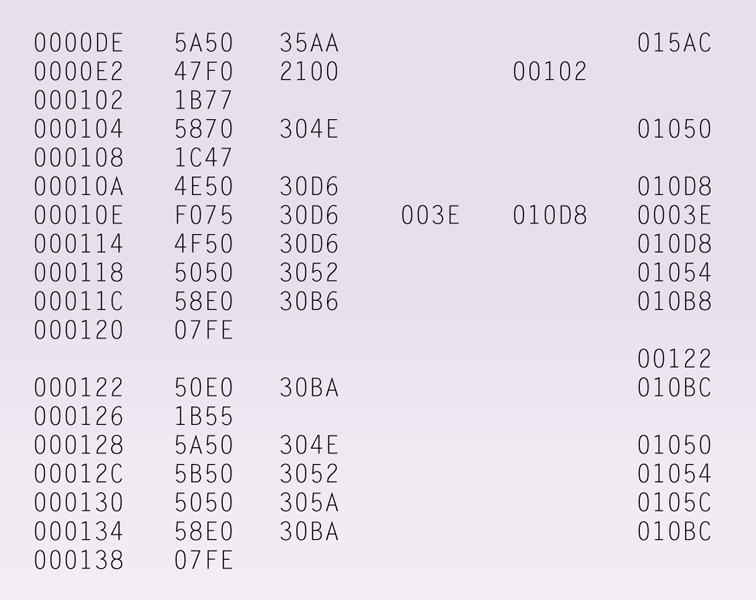 0000DE 5A50 35AA 015AC
0000E2 47F0 2100 00102
000102 1B77
000104 5870 304E 01050
000108 1C47
00010A 4E50 30D6 010D8
00010E F075 30D6 003E 010D8 0003E
000114 4F50 30D6 010D8
000118 5050 3052 01054
00011C 58E0 30B6 010B8
000120 07FE
00122
000122 50E0 30BA 010BC
000126 1B55
000128 5A50 304E 01050
00012C 5B50 3052 01054
000130 5050 305A 0105C
000134 58E0 30BA 010BC
000138 07FE